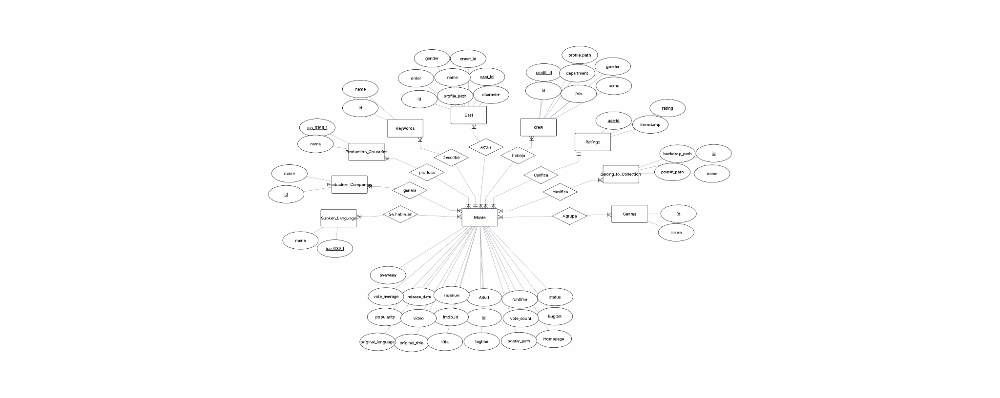 profile_path
gender
credit_id
gender
credit_id
department
order
name
cast_id
name
name
id
job
id
profile_path
character
rating
id
Cast
userid
timestamp
iso_3166_1
Keywords
crew
name
Ratings
Production_Countries
Actua
backdrop_path
id
Describe
Trabaja
name
produce
Califica
Belong_to_Collection
poster_path
name
Production_Companies
genera
clasifica
id
Spoken_Language
Se_habla_en
Movie
Agrupa
Genres
id
name
name
iso_639_1
overview
vote_average
release_date
revenue
Adult
runtime
status
popularity
video
imdb_id
id
vote_count
Bugdet
original_lenguage
original_title
title
tagline
poster_path
Homepage